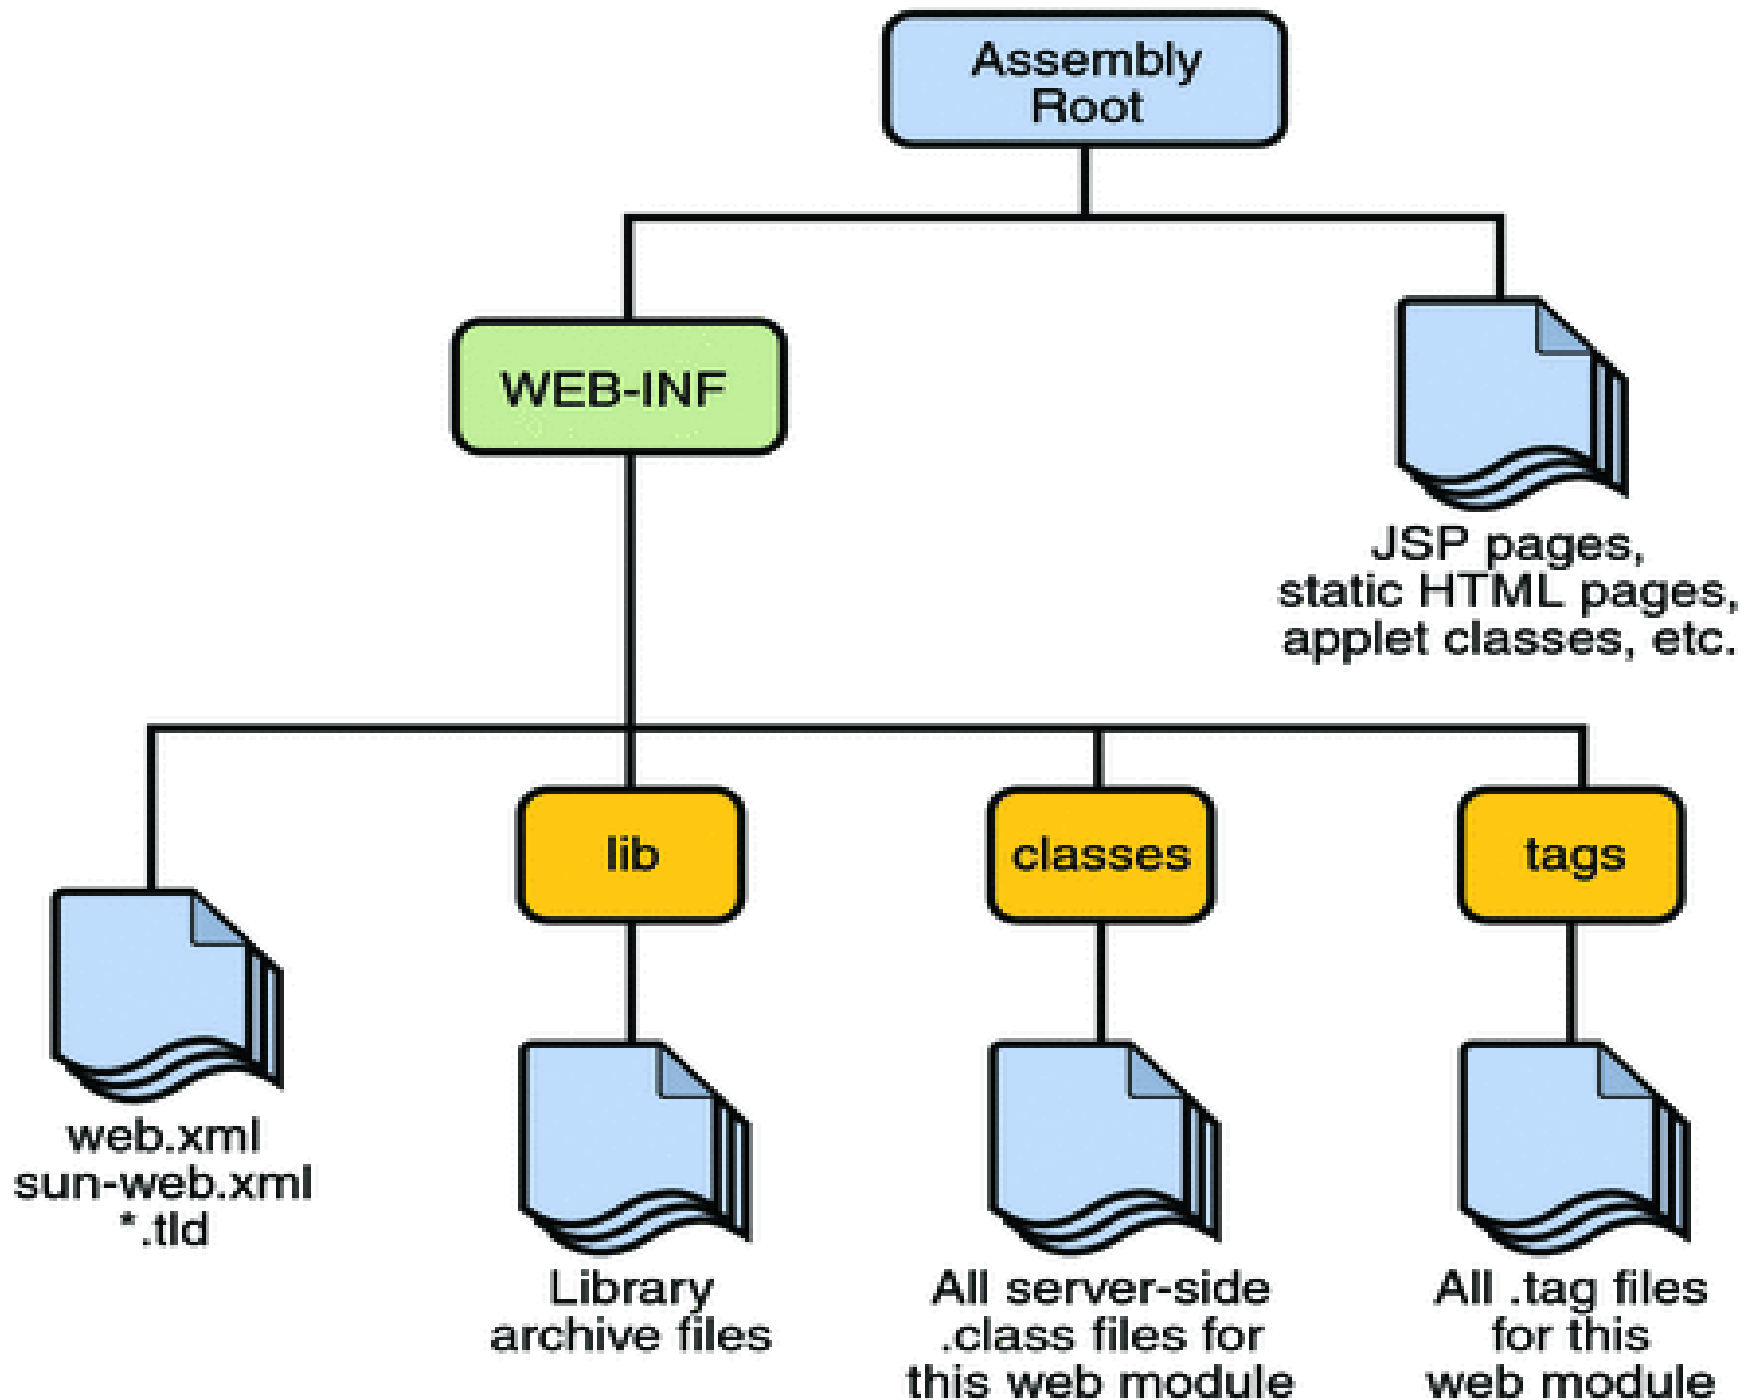 Assembly
Root
WEB-INF
JSP pages,
static HTML pages,
applet classes, etc.
lib
classes
tags
web.xml
sun-web.xml
*.tld
Library
archive files
All server-side
.class files for
this web module
All .tag files
for this
web module